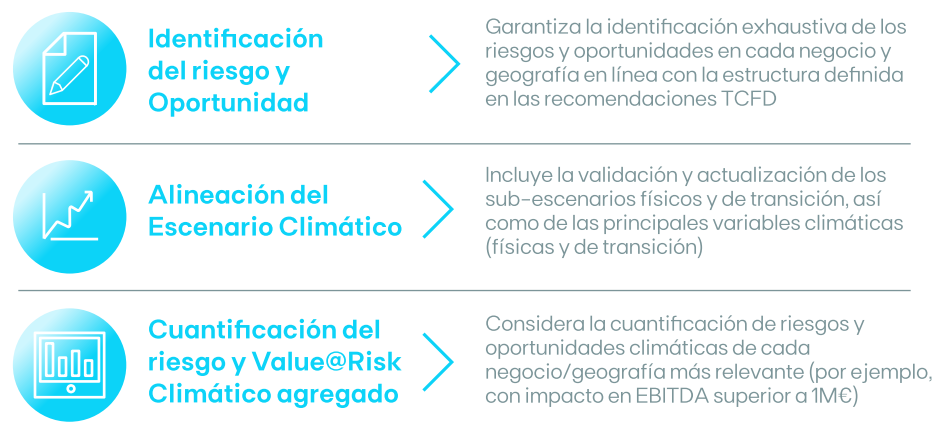 Identificación
del riesgo y
Oportunidad
Garantiza la identificación exhaustiva de los
riesgos y oportunidades en cada negocio y
geografía en línea con la estructura definida
en las recomendaciones TCFD
Alineación del
Escenario Climático
Incluye la validación y actualización de los
sub-escenarios físicos y de transición, así
como de las principales variables climáticas
(físicas y de transición)
Cuantificación del
riesgo y Value@Risk
Climático agregado
Considera la cuantificación de riesgos y
oportunidades climáticas de cada
negocio/geografía más relevante (por ejemplo,
con impacto en EBITDA superior a 1M€)